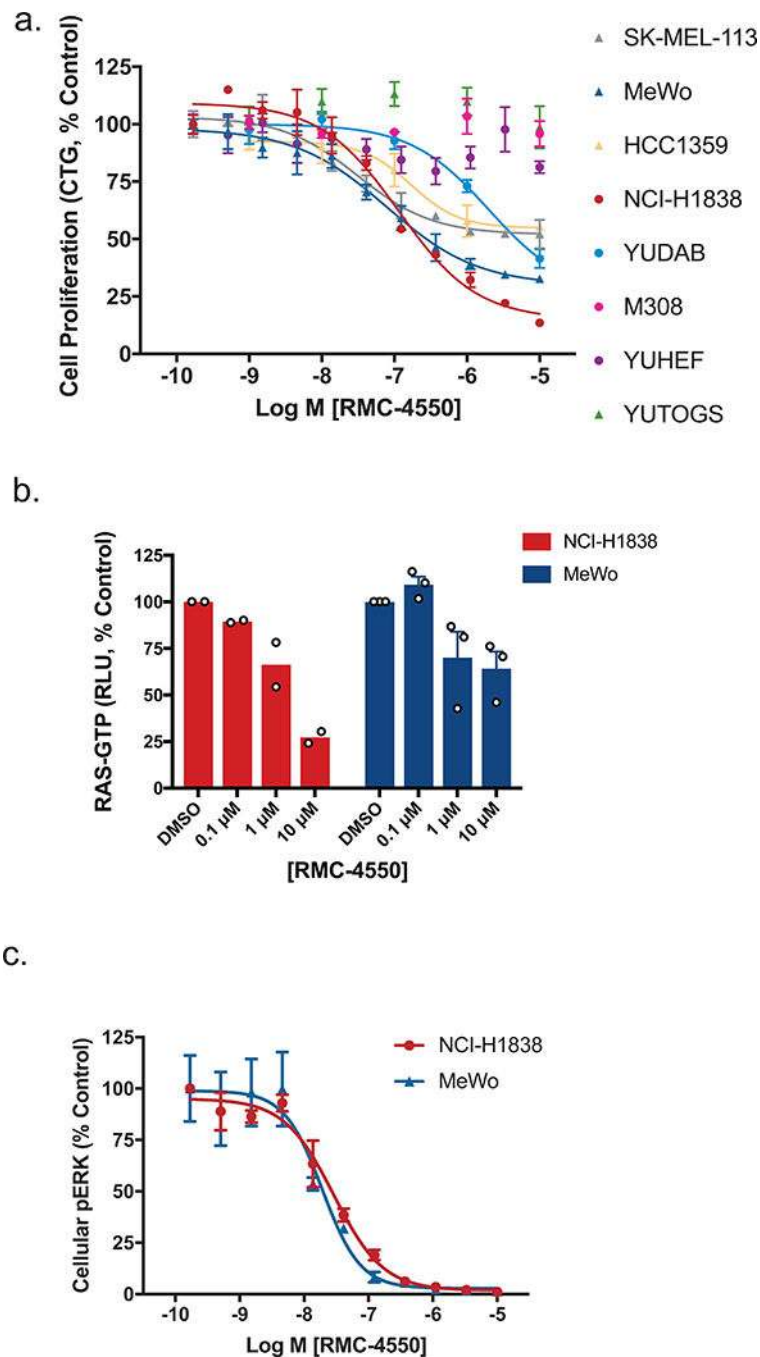 a.
Cell Proliferation (CTG, % Control)
125
100
75
50
25
0
-10 -9 -8 -7 -6 -5
Log M [RMC-4550]
SK-MEL-113
MeWo
HCC1359
NCI-H1838
YUDAB
M308
YUHEF
YUTOGS
b.
RAS-GTP (RLU, % Control)
125
100
75
50
25
0
DMSO 0.1 µM 1 µM 10 µM DMSO 0.1 µM 1 µM 10 µM
[RMC-4550]
NCI-H1838
MeWo
c.
Cellular pERK (% Control)
125
100
75
50
25
0
-10 -9 -8 -7 -6 -5
Log M [RMC-4550]
NCI-H1838
MeWo